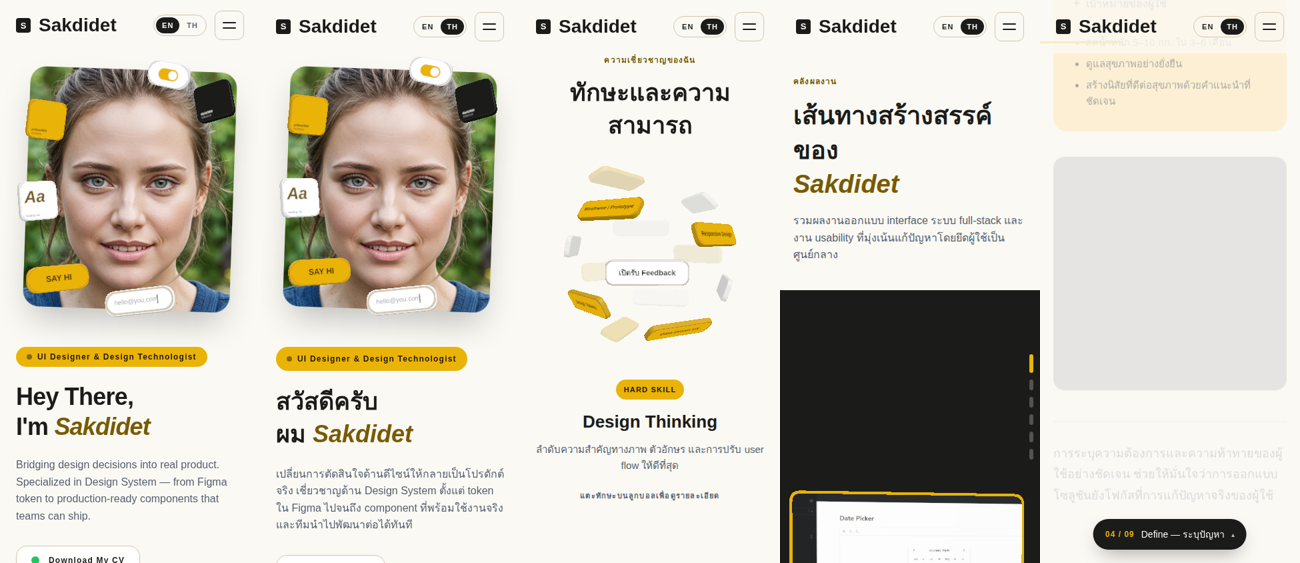 S Sakdidet
EN TH
Aa
SAY HI
hello@you.com
UI Designer & Design Technologist
Hey There,
I'm Sakdidet
Bridging design decisions into real product.
Specialized in Design System — from Figma
token to production-ready components that
teams can ship.
Download My CV
S Sakdidet
EN TH
Aa
SAY HI
hello@you.com
UI Designer & Design Technologist
สวัสดีครับ
ผม Sakdidet
เปลี่ยนการตัดสินใจด้านดีไซน์ให้กลายเป็นโปรดักต์
จริง เชี่ยวชาญด้าน Design System ตั้งแต่ token
ใน Figma ไปจนถึง component ที่พร้อมใช้งานจริง
และทีมนำไปพัฒนาต่อได้ทันที
S Sakdidet
EN TH
ความเชี่ยวชาญของฉัน
ทักษะและความ
สามารถ
Wireframe / Prototype
Responsive Design
เปิดรับ Feedback
HARD SKILL
Design Thinking
ลำดับความสำคัญทางภาพ ตัวอักษร และการปรับ user
flow ให้ดีที่สุด
แตะทักษะบนลูกบอลเพื่อดูรายละเอียด
S Sakdidet
EN TH
คลังผลงาน
เส้นทางสร้างสรรค์
ของ
Sakdidet
รวมผลงานออกแบบ interface ระบบ full-stack และ
งาน usability ที่มุ่งเน้นแก้ปัญหาโดยยึดผู้ใช้เป็น
ศูนย์กลาง
Date Picker
เป้าหมายของผู้ใช้
S Sakdidet
EN TH
ดูแลสุขภาพอย่างยั่งยืน
สร้างนิสัยที่ดีต่อสุขภาพด้วยคำแนะนำที่
ชัดเจน
การระบุความต้องการและความท้าทายของผู้
ใช้อย่างชัดเจน ช่วยให้มั่นใจว่าการออกแบบ
โซลูชันยังโฟกัสที่การแก้ปัญหาจริงของผู้ใช้
04 / 09 Define — ระบุปัญหา